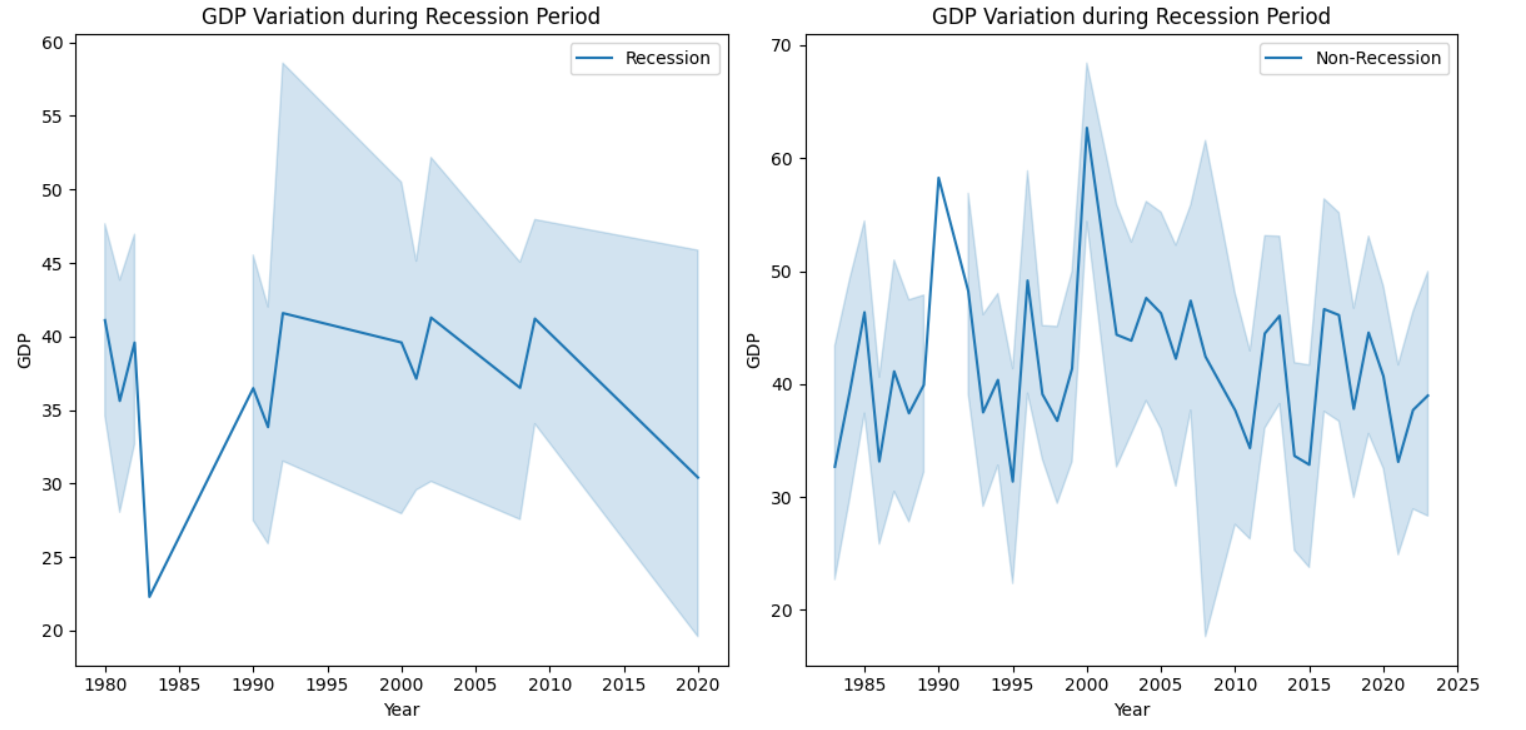 GDP Variation during Recession Period
Recession
GDP
60
55
50
45
40
35
30
25
20
1980 1985 1990 1995 2000 2005 2010 2015 2020
Year
GDP Variation during Recession Period
Non-Recession
GDP
70
60
50
40
30
20
1985 1990 1995 2000 2005 2010 2015 2020 2025
Year